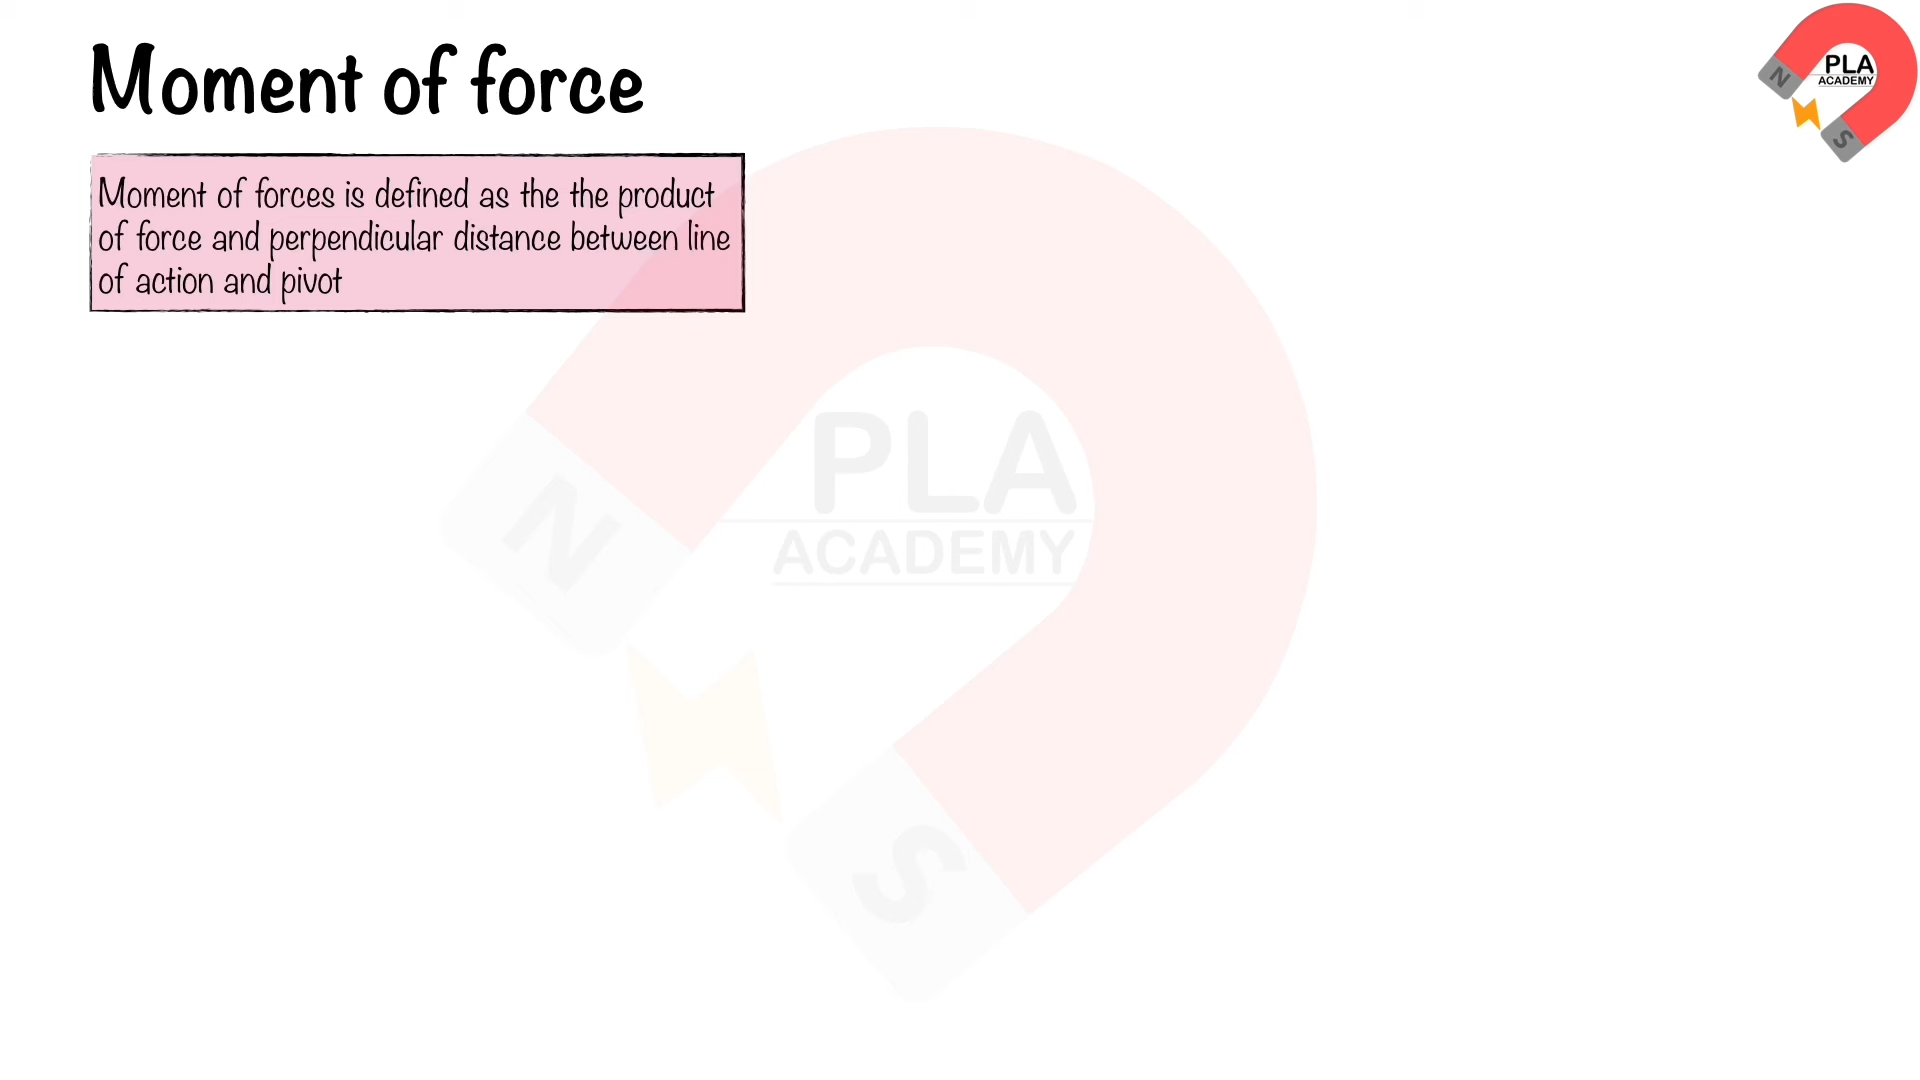 Moment of force
PLA
ACADEMY
N
S
Moment of forces is defined as the the product
of force and perpendicular distance between line
of action and pivot
PLA
ACADEMY
N
S